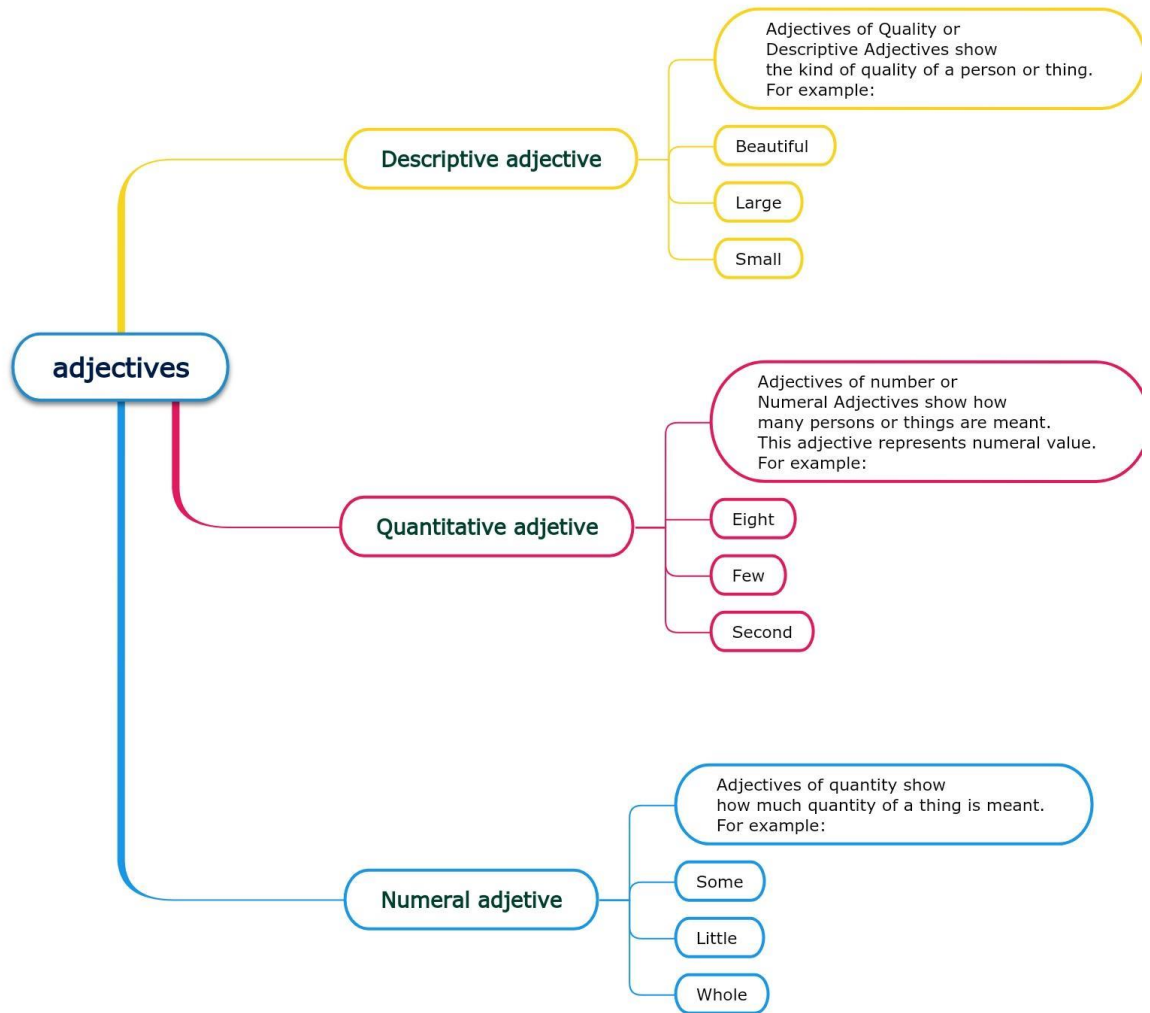 Adjectives of Quality or
Descriptive Adjectives show
the kind of quality of a person or thing.
For example:
Descriptive adjective
Beautiful
Large
Small
adjectives
Adjectives of number or
Numeral Adjectives show how
many persons or things are meant.
This adjective represents numeral value.
For example:
Quantitative adjetive
Eight
Few
Second
Adjectives of quantity show
how much quantity of a thing is meant.
For example:
Numeral adjetive
Some
Little
Whole